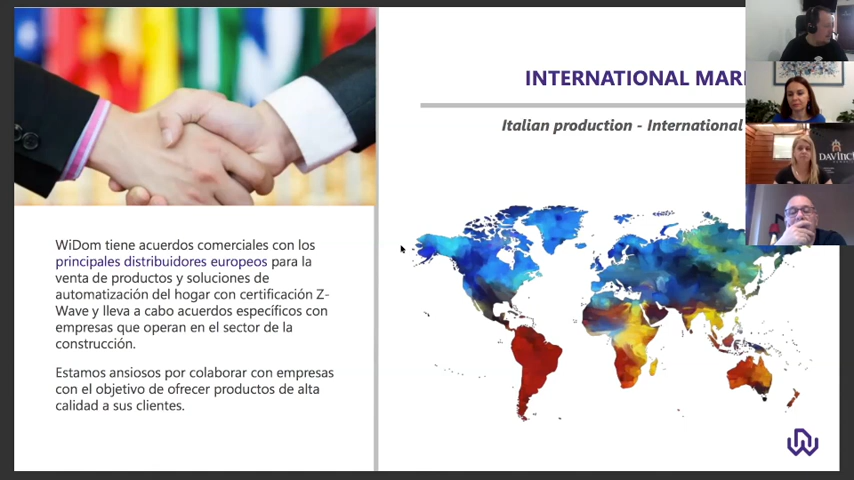 INTERNATIONAL
Italian production - International
DAVINCI
WiDom tiene acuerdos comerciales con los
principales distribuidores europeos para la
venta de productos y soluciones de
automatización del hogar con certificación Z-
Wave y lleva a cabo acuerdos específicos con
empresas que operan en el sector de la
construcción.
Estamos ansiosos por colaborar con empresas
con el objetivo de ofrecer productos de alta
calidad a sus clientes.